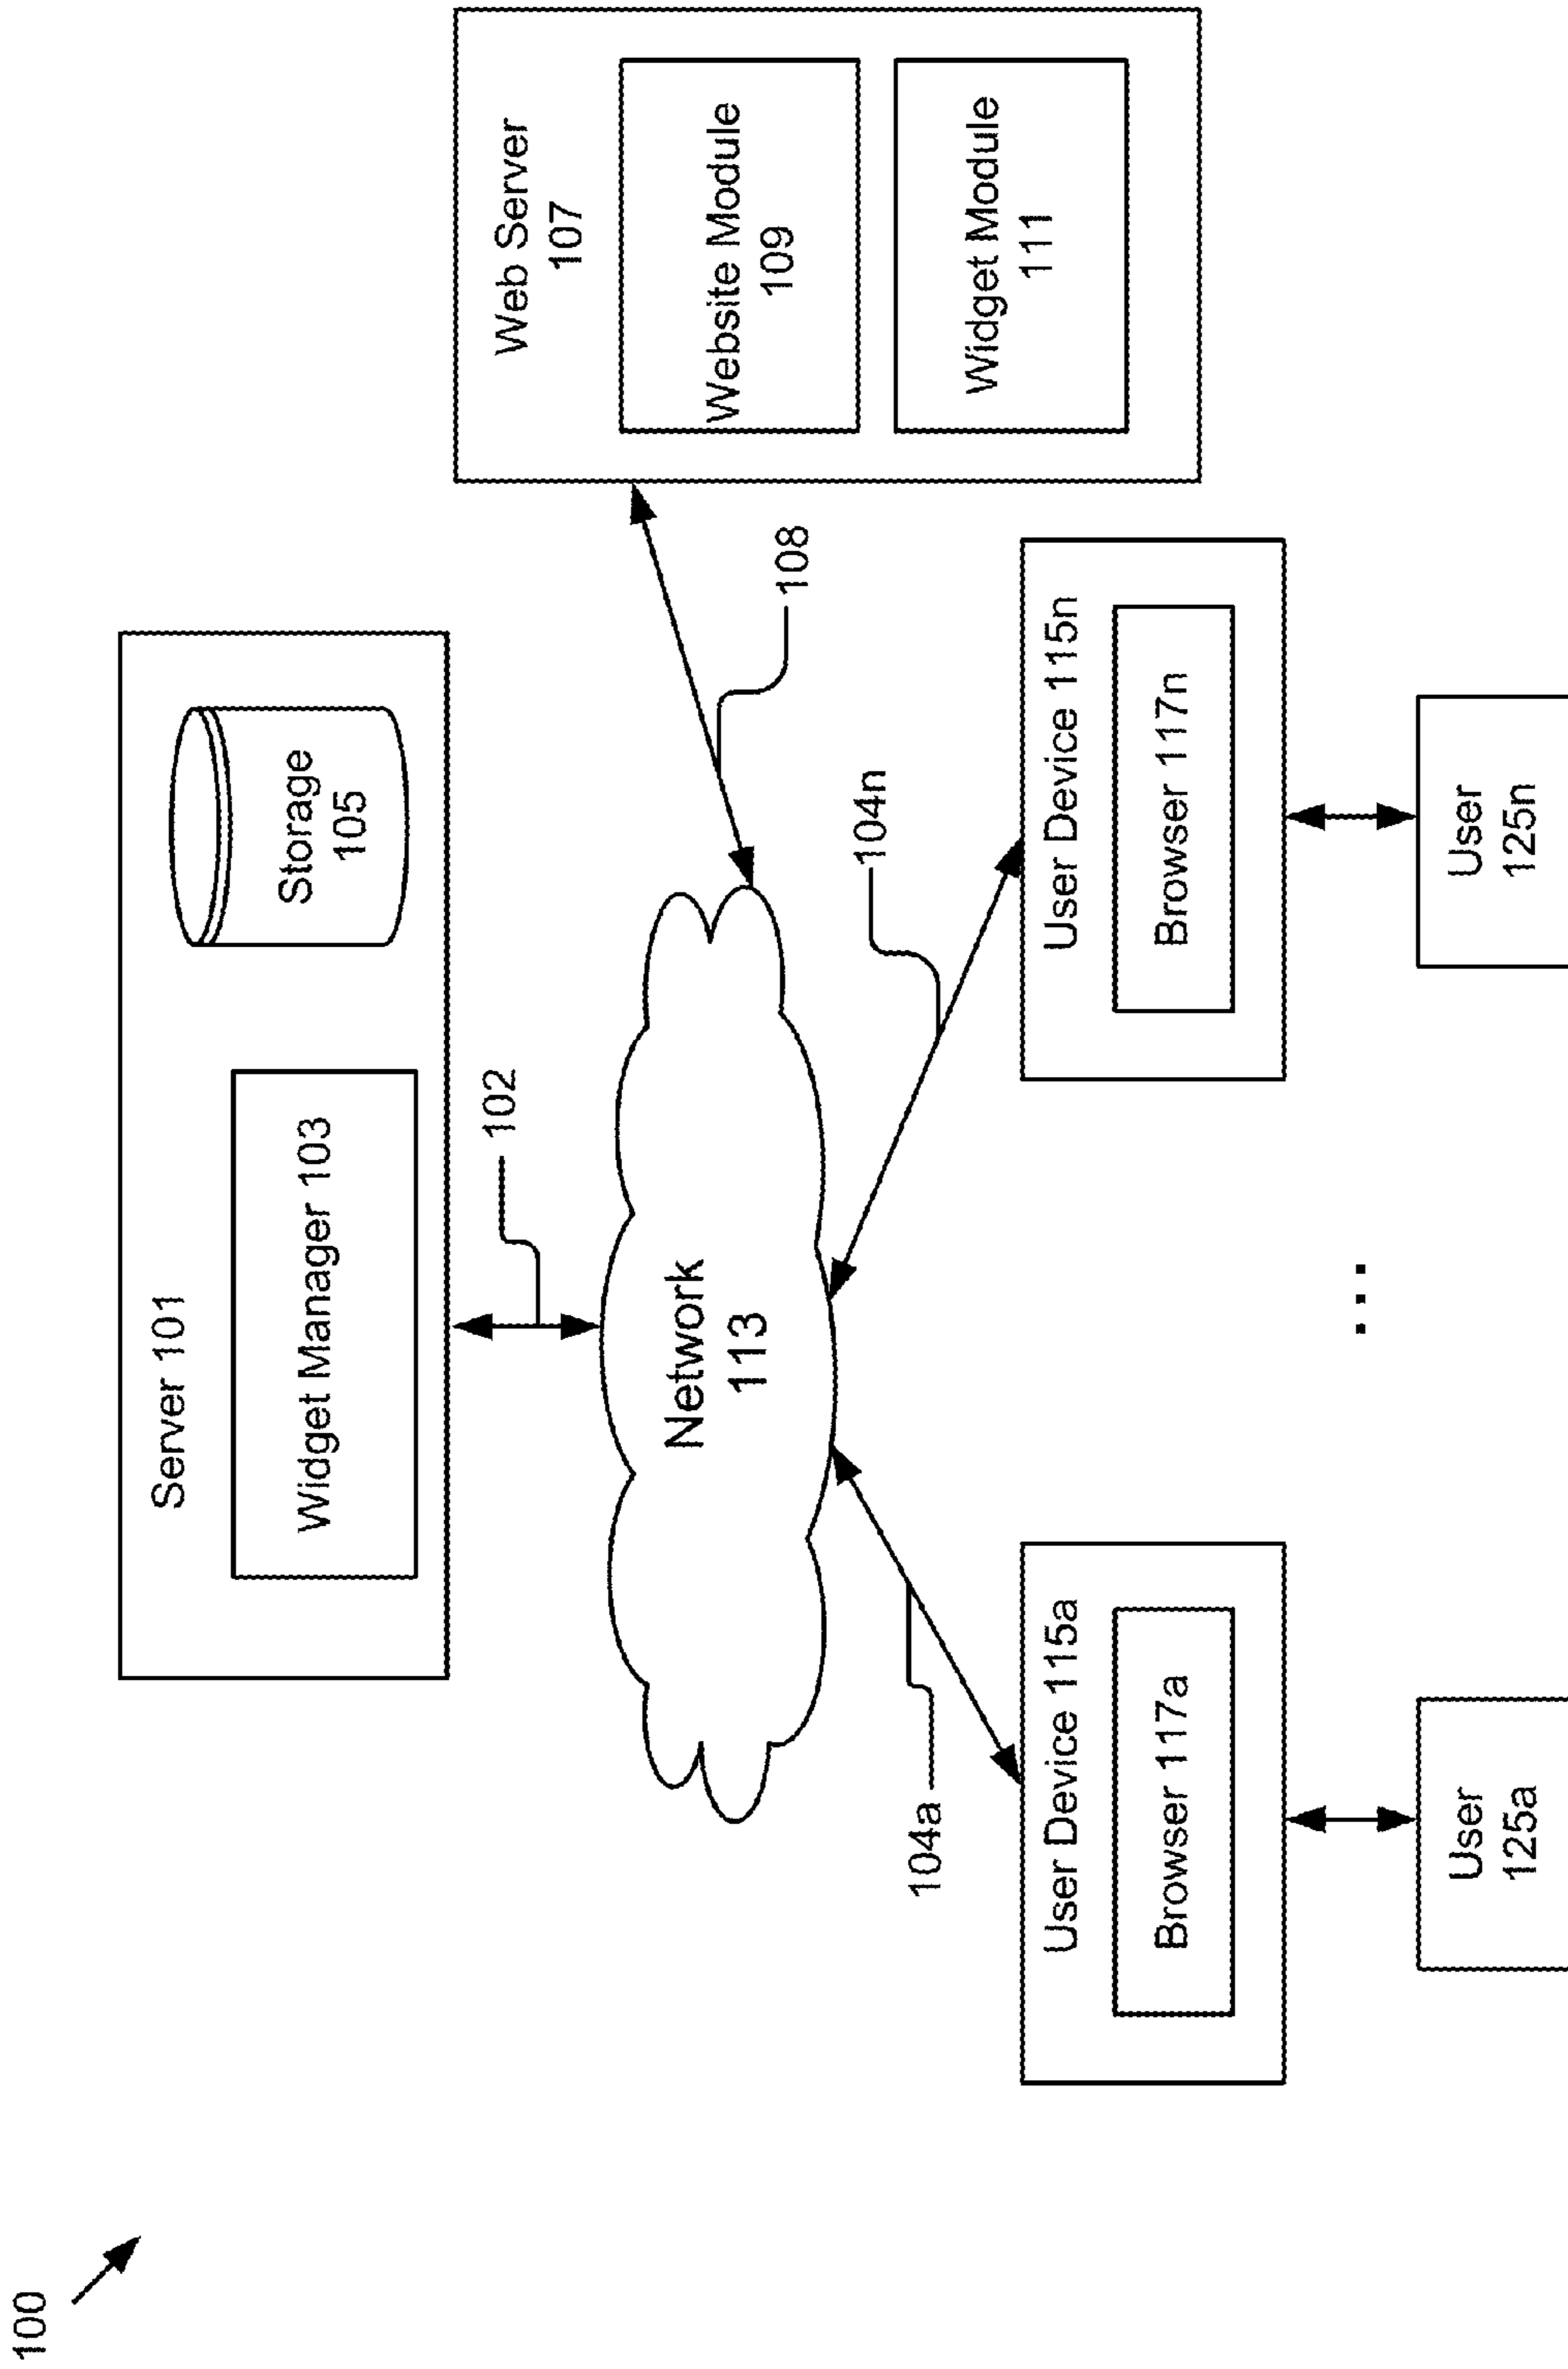 100
Server 101
Widget Manager 103
Storage
105
102
Web Server
107
Website Module
109
Widget Module
111
108
Network
113
104a
104n
User Device 115a
Browser 117a
...
User Device 115n
Browser 117n
User
125a
User
125n